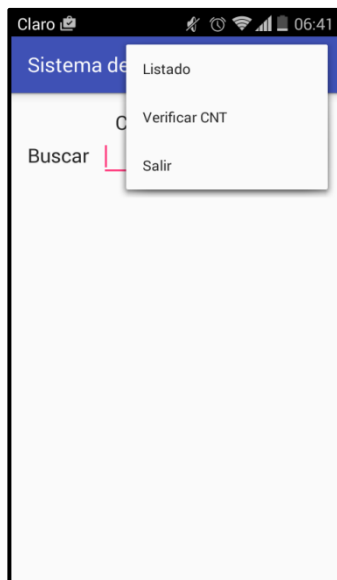 Claro 06:41
Sistema de
Listado
C
Verificar CNT
Buscar
Salir